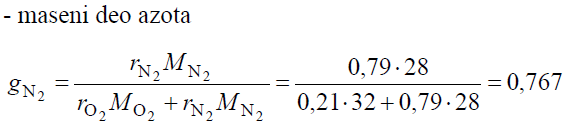 - maseni deo azota
g_{N_2} = \frac{r_{N_2} M_{N_2}}{r_{O_2} M_{O_2} + r_{N_2} M_{N_2}} = \frac{0,79 \cdot 28}{0,21 \cdot 32 + 0,79 \cdot 28} = 0,767